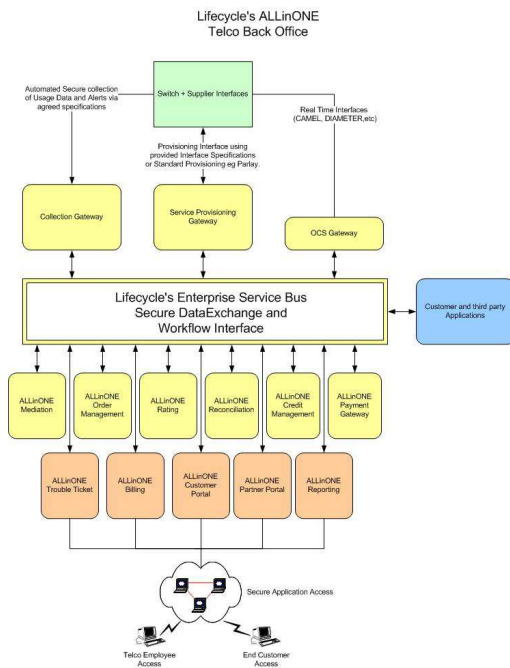 Lifecycle's ALLinONE
Telco Back Office
Automated Secure collection
of Usage Data and Alerts via
agreed specifications
Switch + Supplier Interfaces
Real Time Interfaces
(CAMEL, DIAMETER,etc)
Provisioning Interface using
provided Interface Specifications
or Standard Provisioning eg Parlay.
Collection Gateway
Service Provisioning
Gateway
OCS Gateway
Lifecycle's Enterprise Service Bus
Secure DataExchange and
Workflow Interface
Customer and third party
Applications
ALLinONE
Mediation
ALLinONE
Order
Management
ALLinONE
Rating
ALLinONE
Reconciliation
ALLinONE
Credit
Management
ALLinONE
Payment
Gateway
ALLinONE
Trouble Ticket
ALLinONE
Billing
ALLinONE
Customer
Portal
ALLinONE
Partner Portal
ALLinONE
Reporting
Secure Application Access
Telco Employee
Access
End Customer
Access